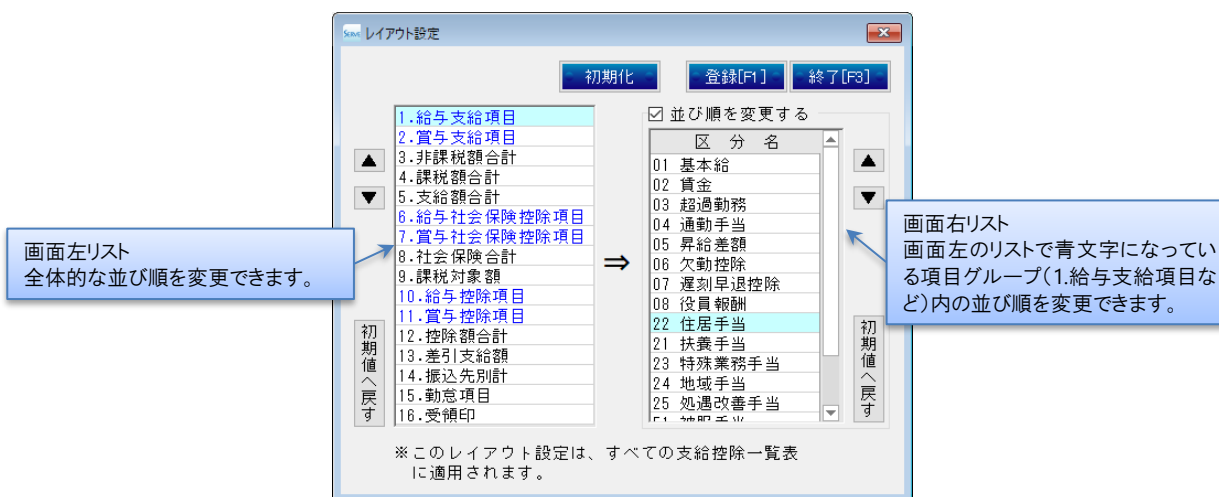 SERVE レイアウト設定
初期化
登録[F1]
終了[F3]
1.給与支給項目
2.賞与支給項目
3.非課税額合計
4.課税額合計
5.支給額合計
6.給与社会保険控除項目
7.賞与社会保険控除項目
8.社会保険合計
9.課税対象額
10.給与控除項目
11.賞与控除項目
12.控除額合計
13.差引支給額
14.振込先別計
15.勤怠項目
16.受領印
▲
▼
初期値へ戻す
⇒
並び順を変更する
区 分 名
01 基本給
02 賃金
03 超過勤務
04 通勤手当
05 昇給差額
06 欠勤控除
07 遅刻早退控除
08 役員報酬
22 住居手当
21 扶養手当
23 特殊業務手当
24 地域手当
25 処遇改善手当
▲
▼
初期値へ戻す
※このレイアウト設定は、すべての支給控除一覧表
に適用されます。
画面左リスト
全体的な並び順を変更できます。
画面右リスト
画面左のリストで青文字になってい
る項目グループ(1.給与支給項目な
ど)内の並び順を変更できます。